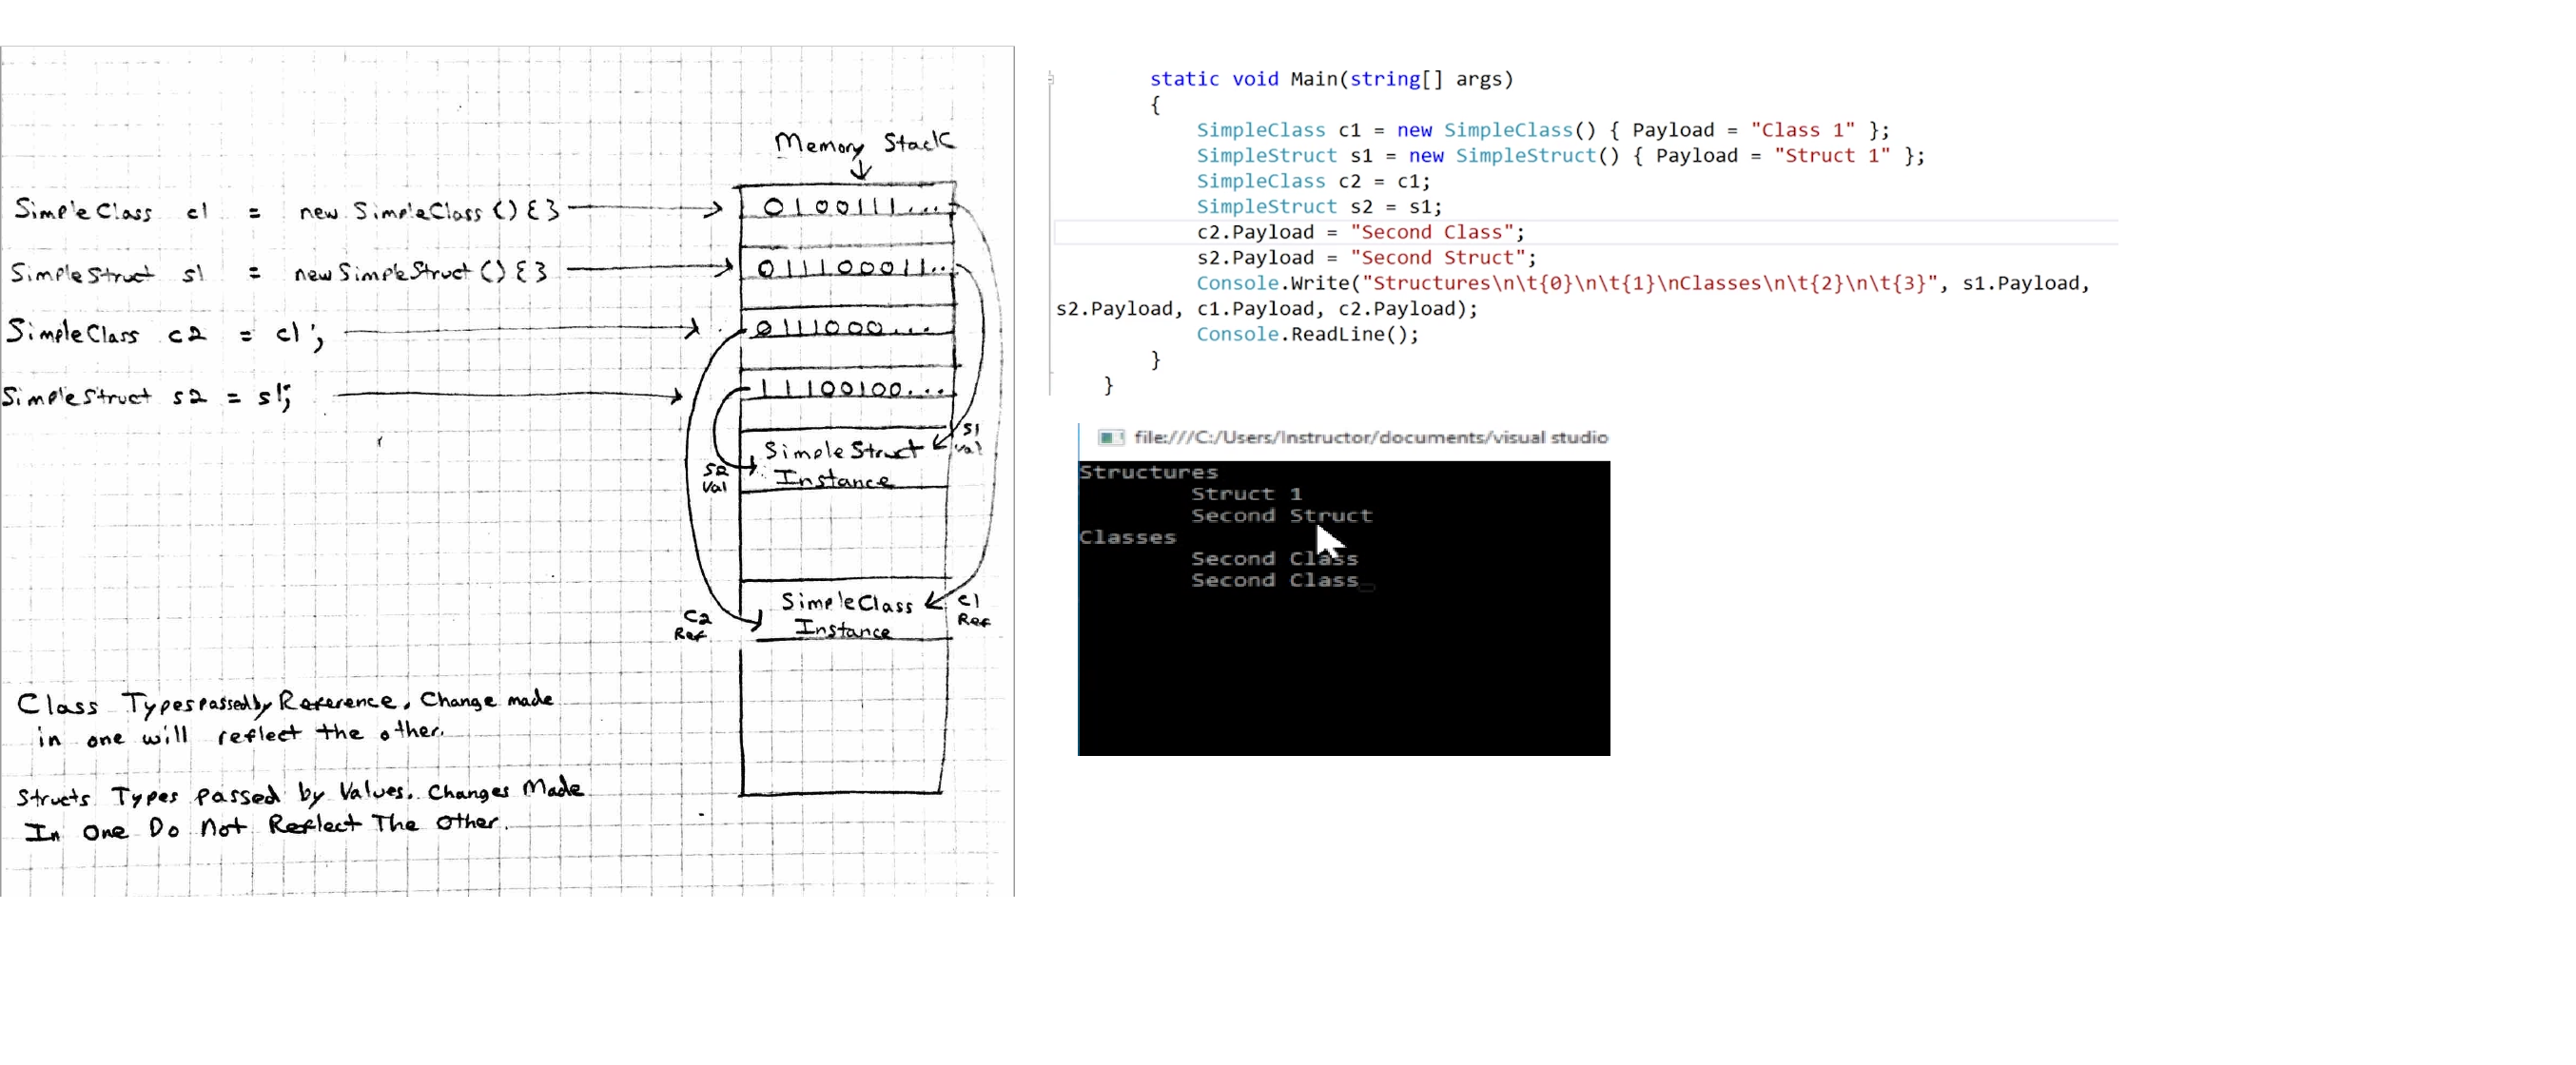 Memory Stack
SimpleClass c1 = new SimpleClass(){}
0100111....
SimpleStruct s1 = newSimpleStruct(){}
011100011..
SimpleClass c2 = c1;
0111000...
SimpleStruct s2 = s1;
11100100...
s1
Val
SimpleStruct
Instance
S2
Val
SimpleClass
Instance
c1
Ref
C2
Ref
Class Types passed by Reference. Change made
in one will reflect the other.
Structs Types Passed by Values. Changes Made
In One Do Not Reflect The Other.
static void Main(string[] args)
{
SimpleClass c1 = new SimpleClass() { Payload = "Class 1" };
SimpleStruct s1 = new SimpleStruct() { Payload = "Struct 1" };
SimpleClass c2 = c1;
SimpleStruct s2 = s1;
c2.Payload = "Second Class";
s2.Payload = "Second Struct";
Console.Write("Structures\n\t{0}\n\t{1}\nClasses\n\t{2}\n\t{3}", s1.Payload,
s2.Payload, c1.Payload, c2.Payload);
Console.ReadLine();
}
}
file:///C:/Users/Instructor/documents/visual studio
Structures
Struct 1
Second Struct
Classes
Second Class
Second Class